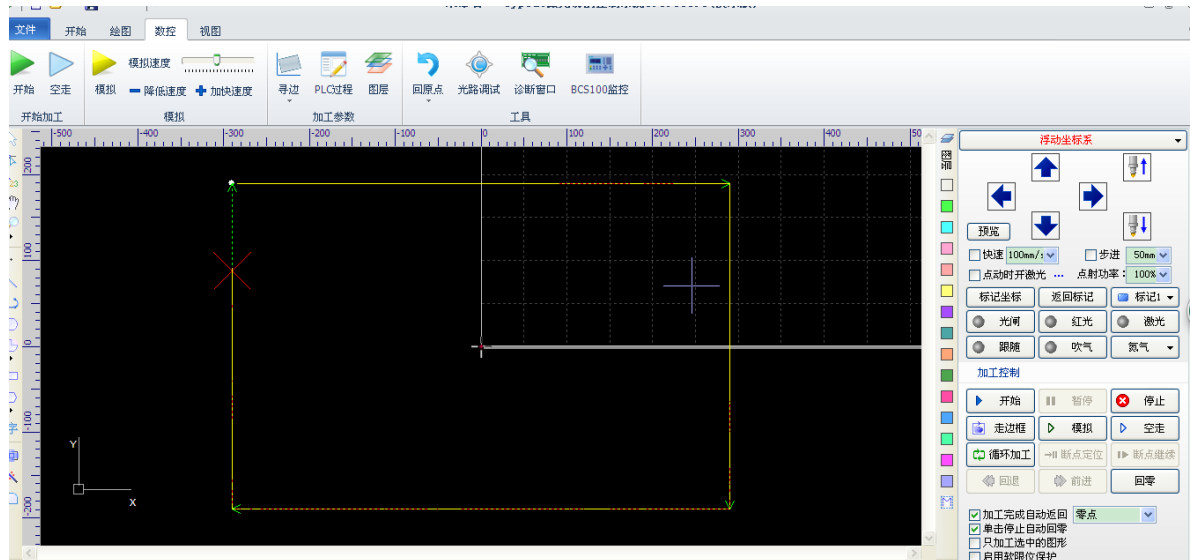 文件 开始 绘图 数控 视图
模拟速度
开始 空走 模拟 降低速度 加快速度 寻边 PLC过程 图层 回原点 光路调试 诊断窗口 BCS100监控
开始加工 模拟 加工参数 工具
-500 -400 -300 -200 -100 0 100 200 300 400
200
100
0
-100
-200
Y
X
字
浮动坐标系
预览
快速 100mm/s 步进 50mm
点动时开激光 ... 点射功率: 100%
标记坐标 返回标记 标记1
光闸 红光 激光
跟随 吹气 氮气
加工控制
开始 暂停 停止
走边框 模拟 空走
循环加工 断点定位 断点继续
回退 前进 回零
加工完成自动返回 零点
单击停止自动回零
只加工选中的图形
启用软限位保护